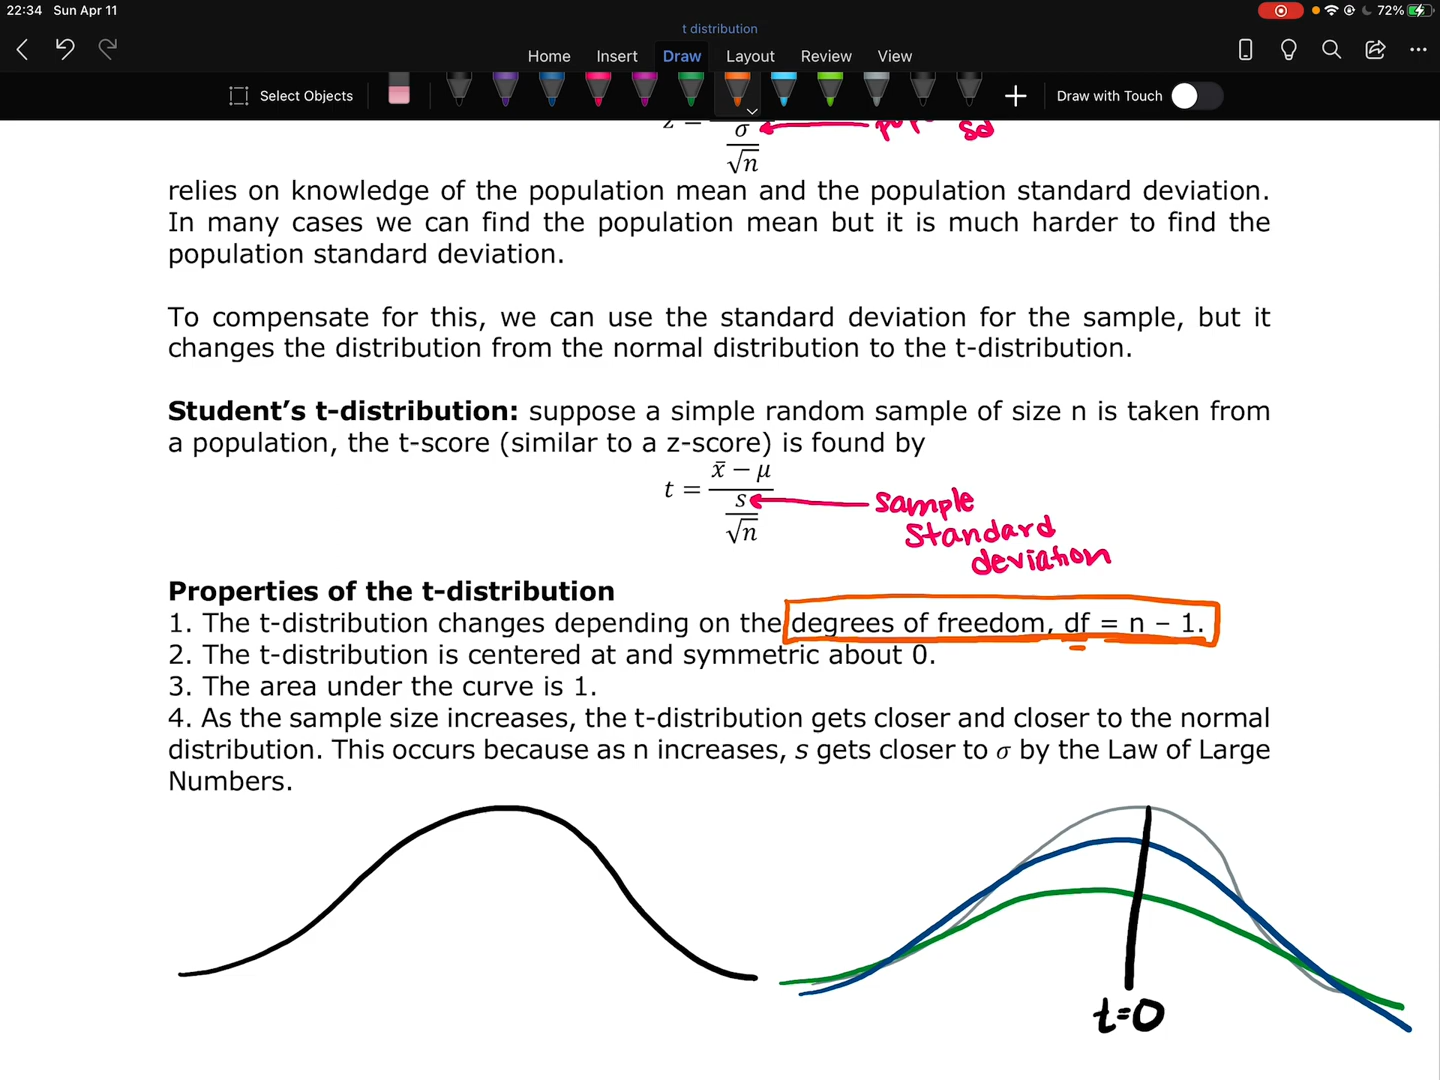 22:34 Sun Apr 11
72%
t distribution
Home Insert Draw Layout Review View
Select Objects
Draw with Touch
σ
√n
relies on knowledge of the population mean and the population standard deviation.
In many cases we can find the population mean but it is much harder to find the
population standard deviation.
To compensate for this, we can use the standard deviation for the sample, but it
changes the distribution from the normal distribution to the t-distribution.
Student’s t-distribution: suppose a simple random sample of size n is taken from
a population, the t-score (similar to a z-score) is found by
x̄ − μ
t =
s
√n
sample
standard
deviation
Properties of the t-distribution
1. The t-distribution changes depending on the degrees of freedom, df = n – 1.
2. The t-distribution is centered at and symmetric about 0.
3. The area under the curve is 1.
4. As the sample size increases, the t-distribution gets closer and closer to the normal
distribution. This occurs because as n increases, s gets closer to σ by the Law of Large
Numbers.
t=0